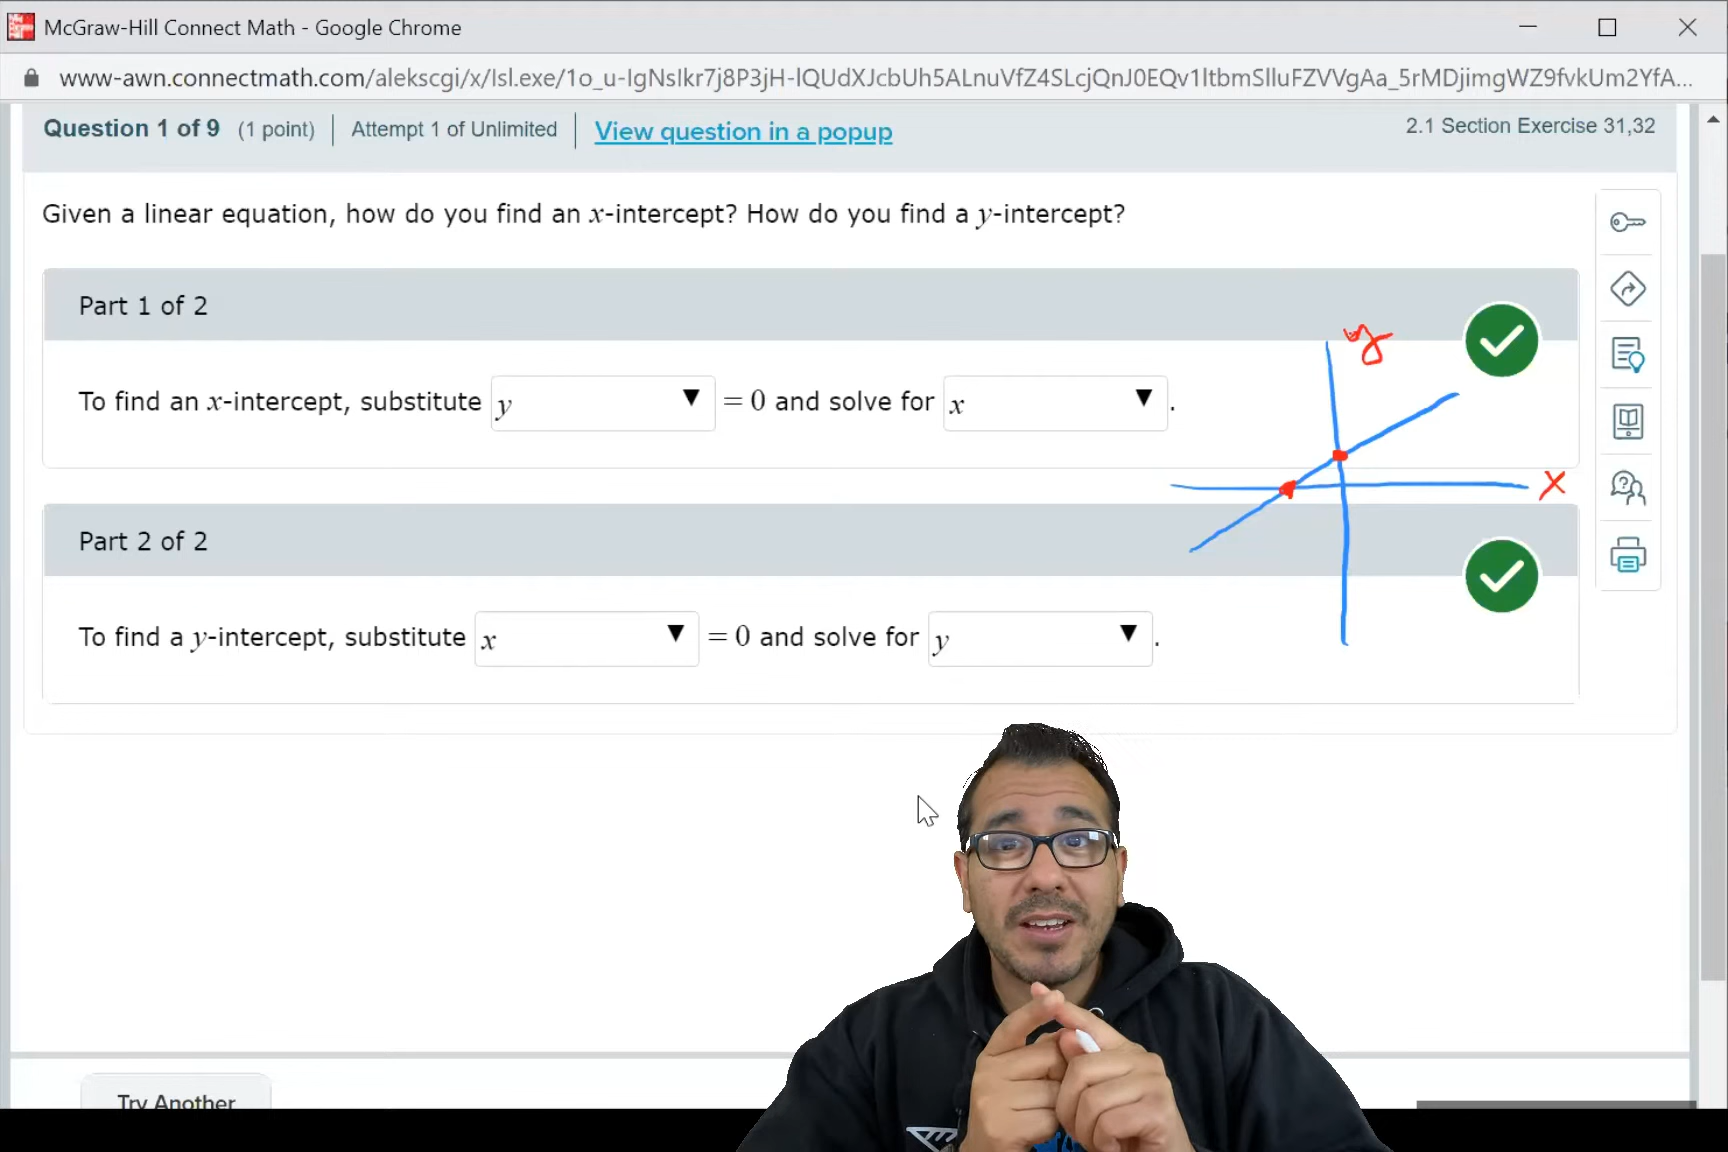 McGraw-Hill Connect Math - Google Chrome
www-awn.connectmath.com/alekscgi/x/Isl.exe/1o_u-IgNsIkr7j8P3jH-lQUdXJcbUh5ALnuVfZ4SLcjQnJ0EQv1ltbmSlluFZVVgAa_5rMDjimgWZ9fvkUm2YfA...
Question 1 of 9 (1 point) Attempt 1 of Unlimited View question in a popup 2.1 Section Exercise 31,32
Given a linear equation, how do you find an x-intercept? How do you find a y-intercept?
Part 1 of 2
y
To find an x-intercept, substitute y = 0 and solve for x .
x
Part 2 of 2
To find a y-intercept, substitute x = 0 and solve for y .
Try Another